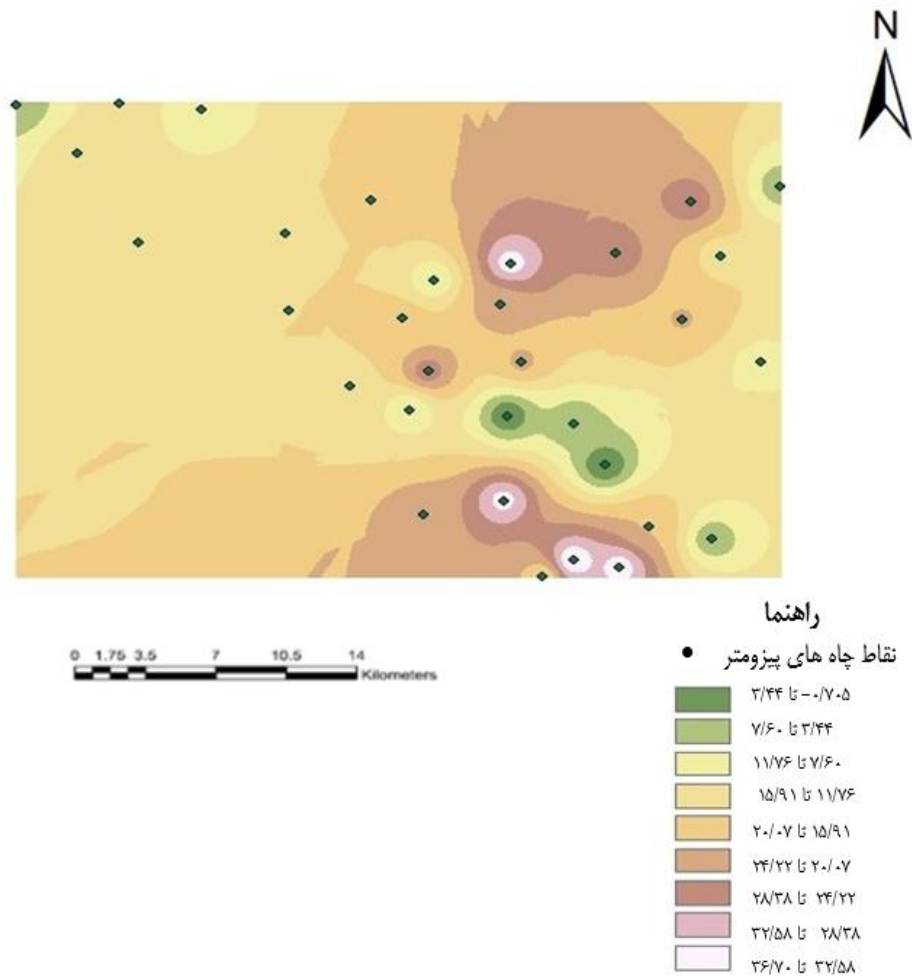 N
0 1.75 3.5 7 10.5 14
Kilometers
راهنما
نقاط چاه های پیزومتر
-۰/۷۰۵ تا ۳/۴۴
۳/۴۴ تا ۷/۶۰
۷/۶۰ تا ۱۱/۷۶
۱۱/۷۶ تا ۱۵/۹۱
۱۵/۹۱ تا ۲۰/۰۷
۲۰/۰۷ تا ۲۴/۲۲
۲۴/۲۲ تا ۲۸/۳۸
۲۸/۳۸ تا ۳۲/۵۸
۳۲/۵۸ تا ۳۶/۷۰